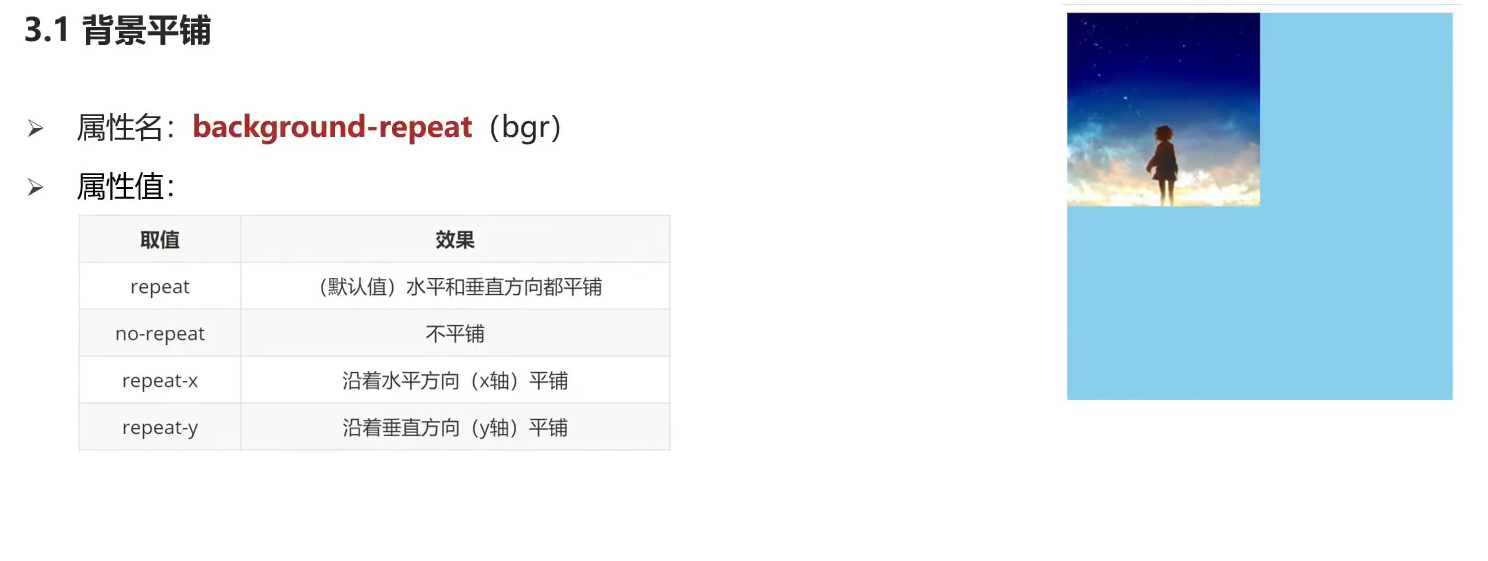 3.1 背景平铺
属性名：background-repeat（bgr）
属性值：
取值 效果
repeat （默认值）水平和垂直方向都平铺
no-repeat 不平铺
repeat-x 沿着水平方向（x轴）平铺
repeat-y 沿着垂直方向（y轴）平铺